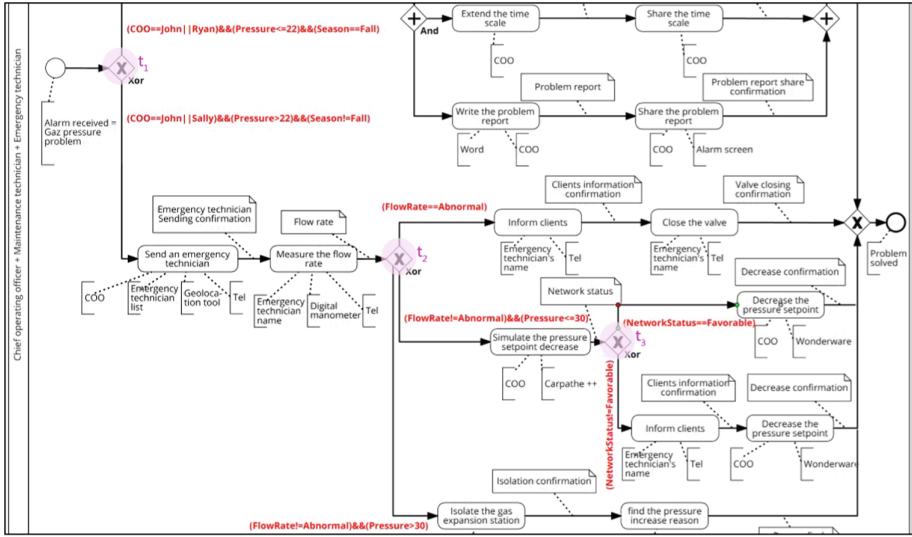 Chief operating officer + Maintenance technician + Emergency technician
Alarm received =
Gaz pressure
problem
t1
Xor
(COO==John||Ryan)&&(Pressure<=22)&&(Season==Fall)
(COO==John||Sally)&&(Pressure>22)&&(Season!=Fall)
And
Extend the time
scale
COO
Share the time
scale
COO
Problem report
Problem report share
confirmation
Write the problem
report
Word
COO
Share the problem
report
COO
Alarm screen
Emergency technician
Sending confirmation
Flow rate
Send an emergency
technician
COO
Emergency
technician
list
Geoloca-
tion tool
Tel
Measure the flow
rate
Emergency
technician
name
Digital
manometer
Tel
t2
Xor
(FlowRate==Abnormal)
Clients information
confirmation
Valve closing
confirmation
Inform clients
Emergency
technician's
name
Tel
Close the valve
Emergency
technician's
name
Tel
Problem
solved
(FlowRate!=Abnormal)&&(Pressure<=30)
Network status
Simulate the pressure
setpoint decrease
COO
Carpathe ++
t3
Xor
(NetworkStatus==Favorable)
Decrease confirmation
Decrease the
pressure setpoint
COO
Wonderware
(NetworkStatus!=Favorable)
Clients information
confirmation
Decrease confirmation
Inform clients
Emergency
technician's
name
Tel
Decrease the
pressure setpoint
COO
Wonderware
(FlowRate!=Abnormal)&&(Pressure>30)
Isolation confirmation
Isolate the gas
expansion station
find the pressure
increase reason